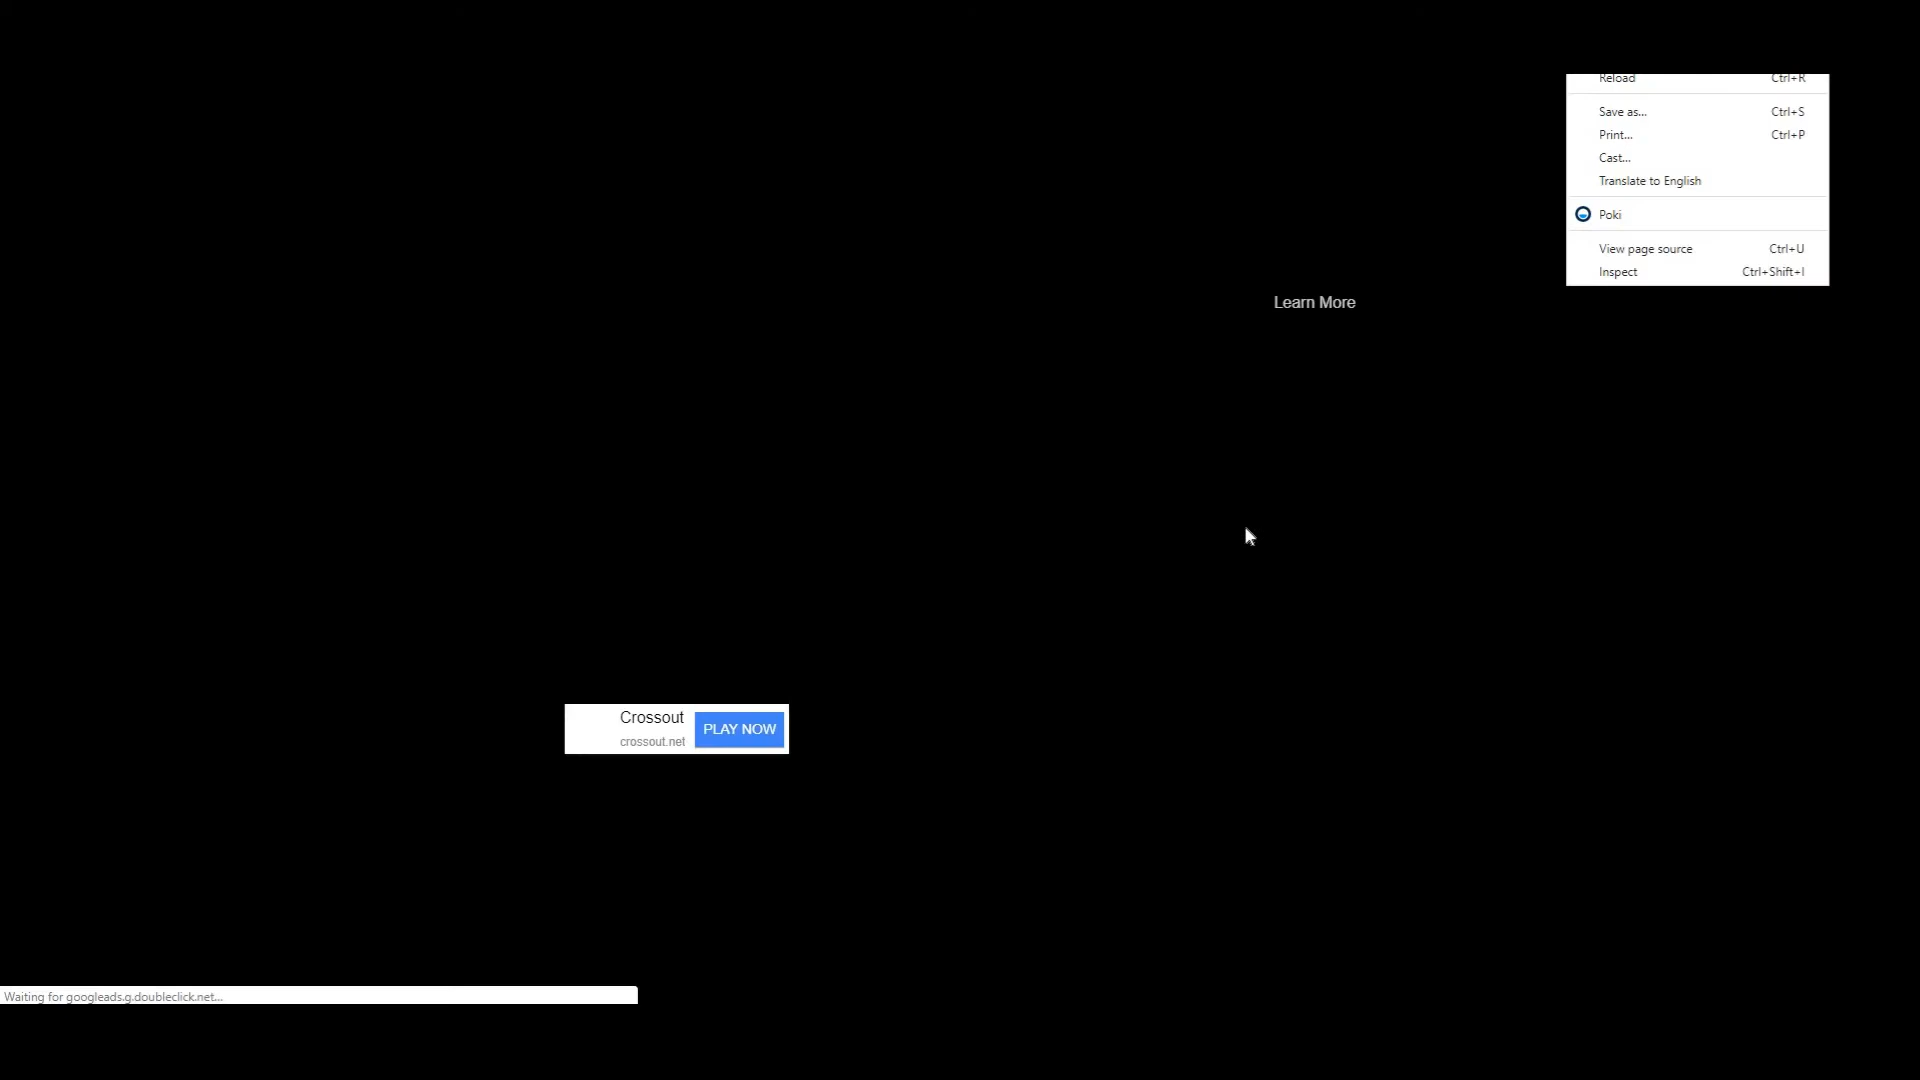 Reload Ctrl+R
Save as... Ctrl+S
Print... Ctrl+P
Cast...
Translate to English
Poki
View page source Ctrl+U
Inspect Ctrl+Shift+I
Learn More
Crossout
crossout.net
PLAY NOW
Waiting for googleads.g.doubleclick.net...